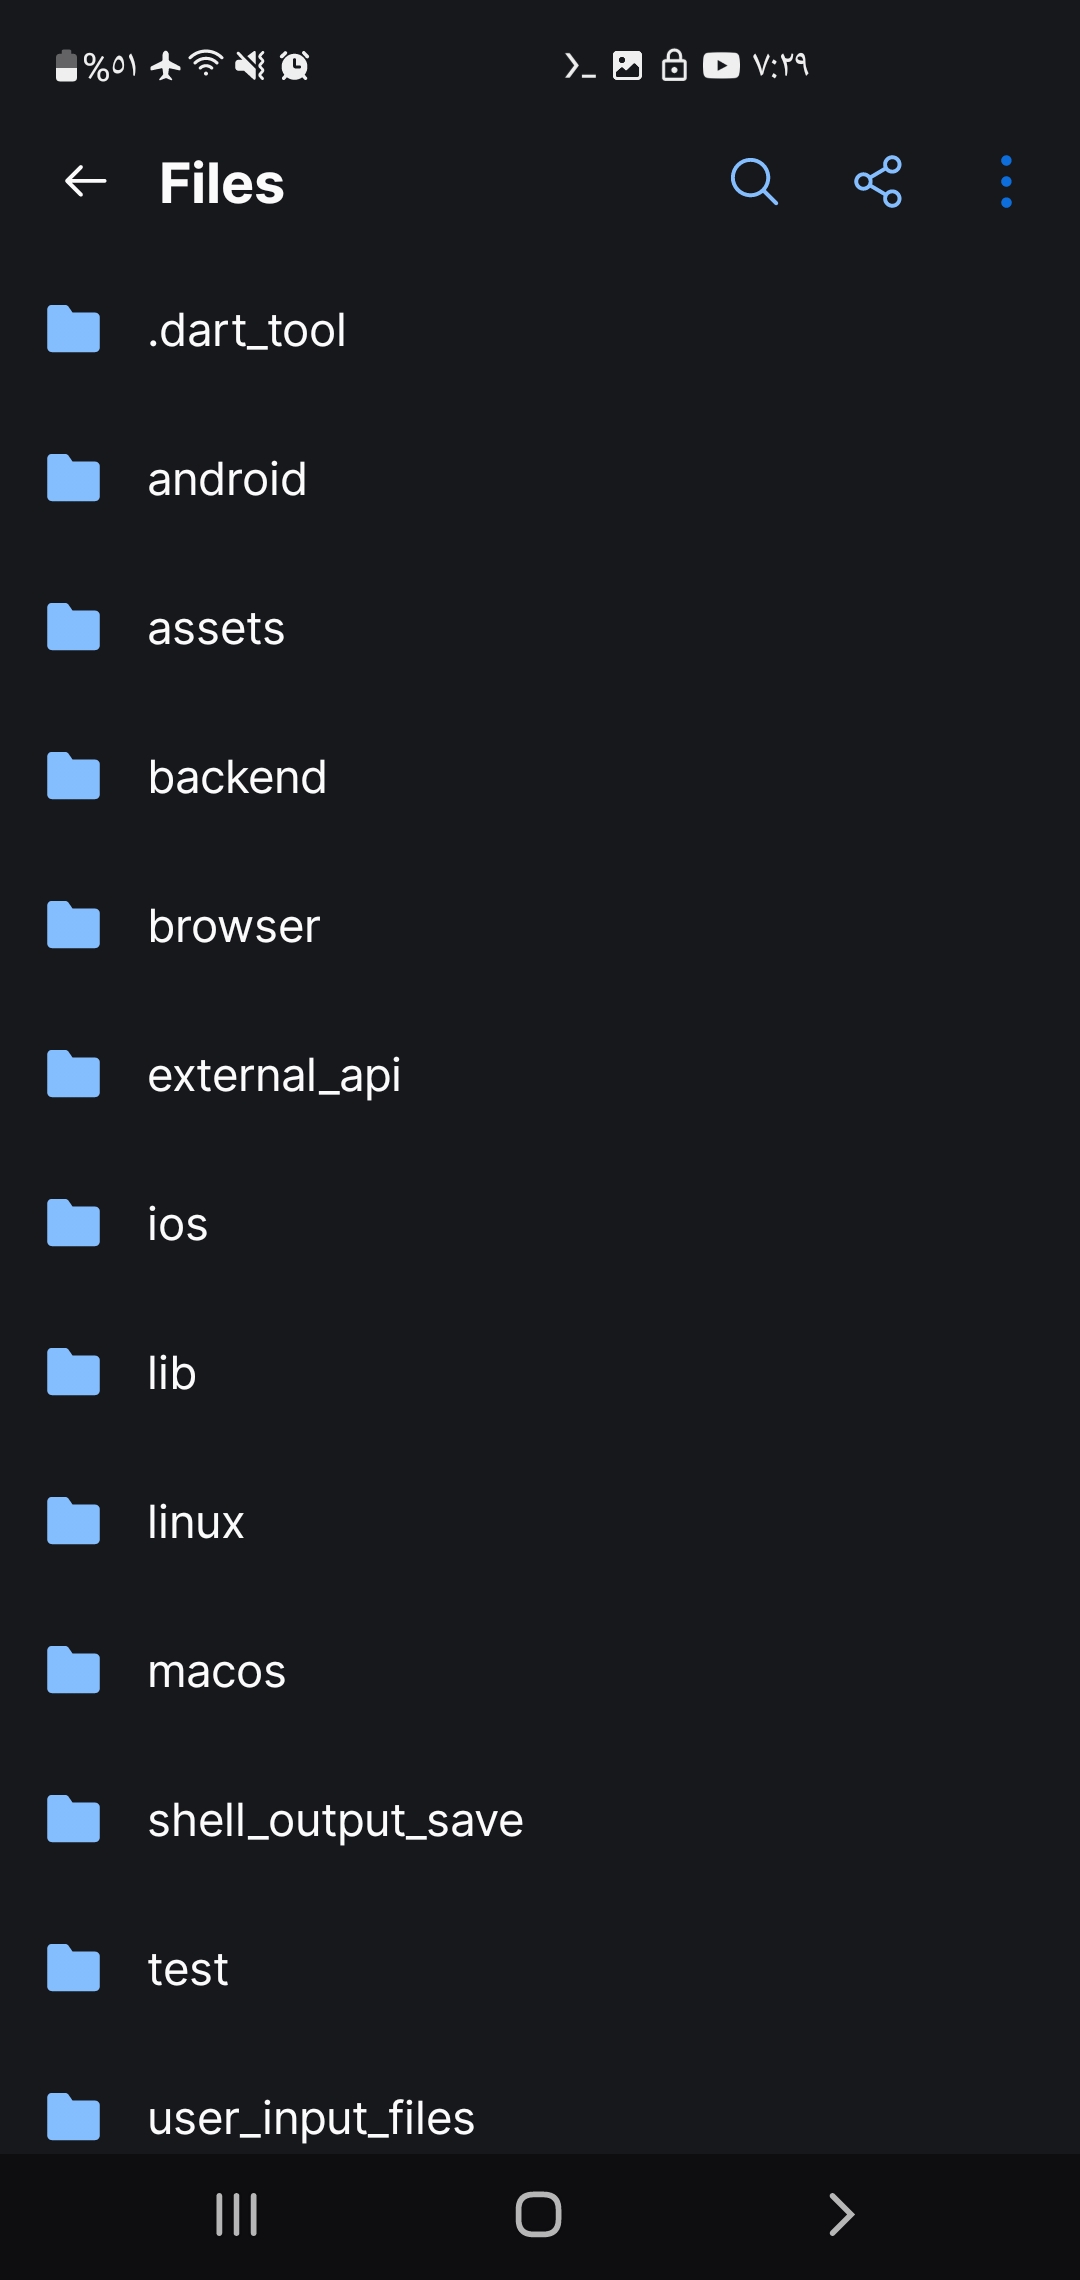 %٥١ ٧:٢٩
Files
.dart_tool
android
assets
backend
browser
external_api
ios
lib
linux
macos
shell_output_save
test
user_input_files